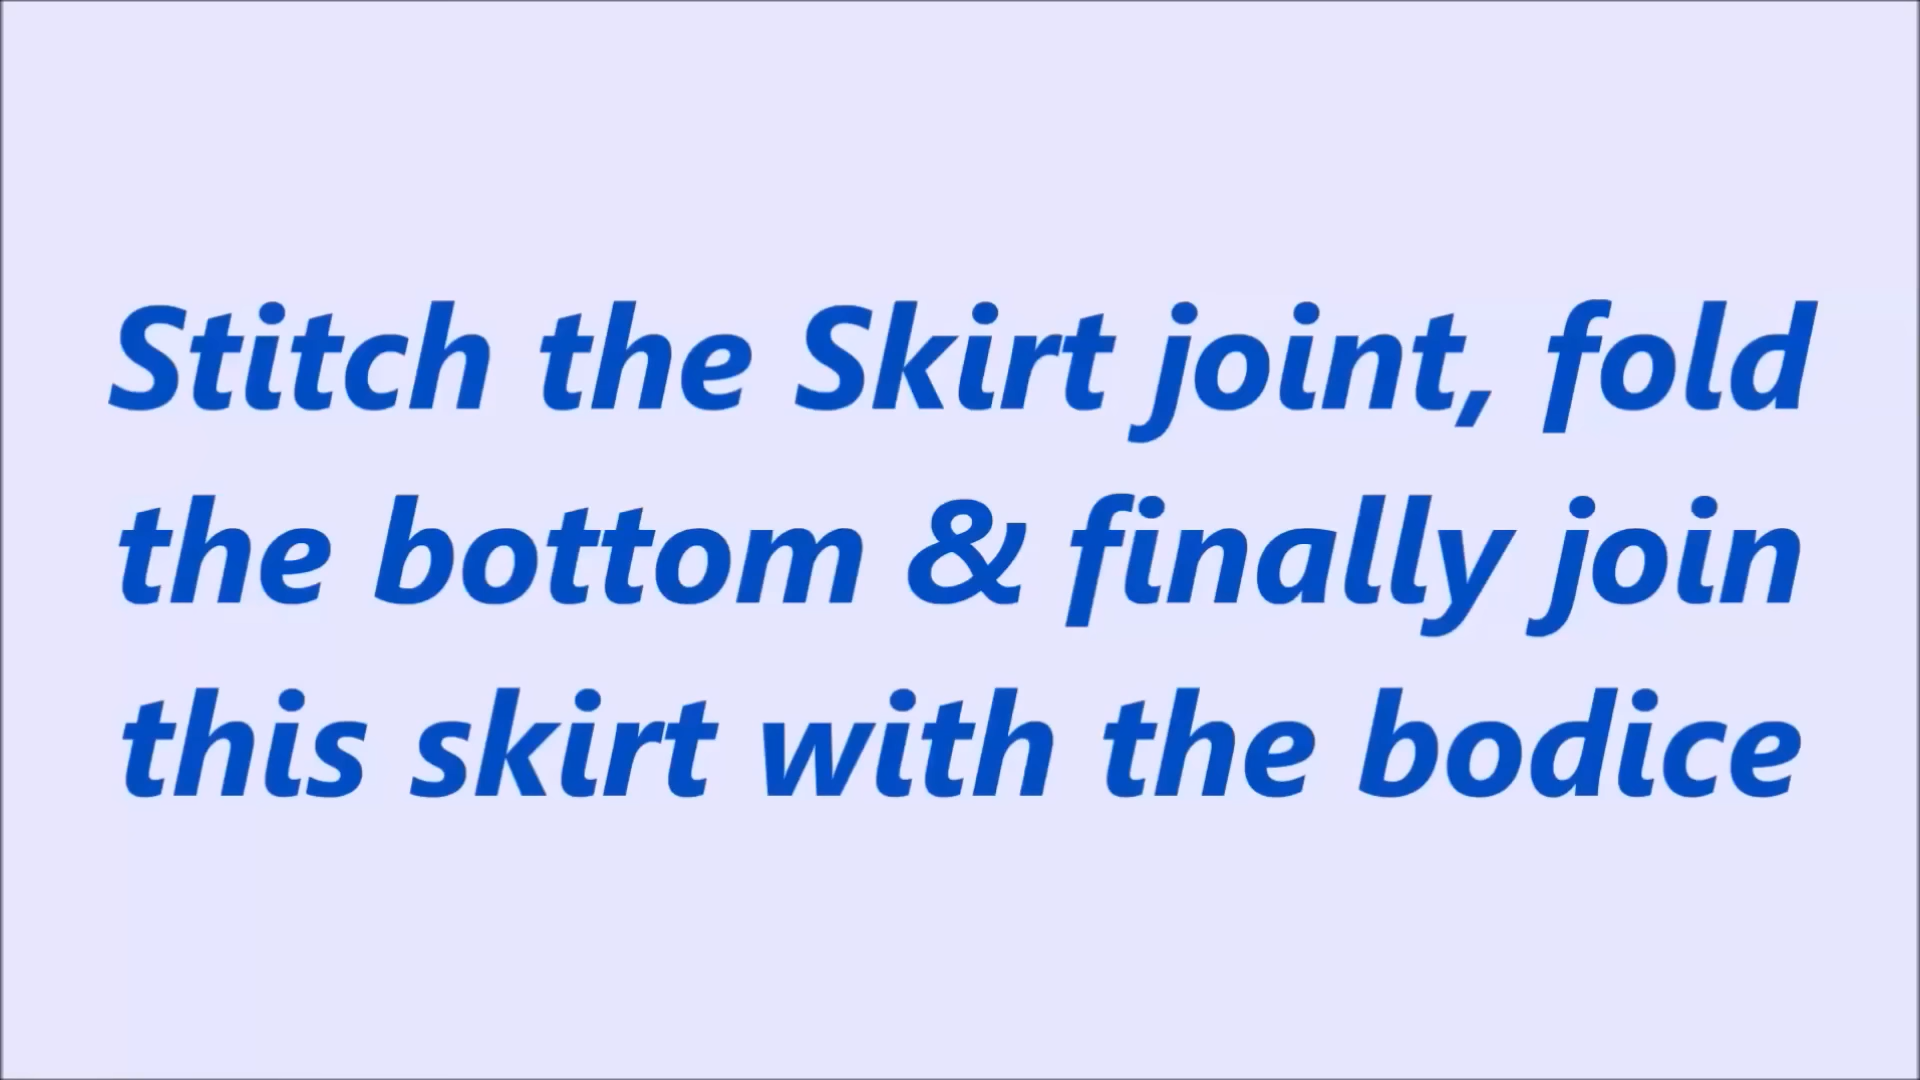 Stitch the Skirt joint, fold
the bottom & finally join
this skirt with the bodice